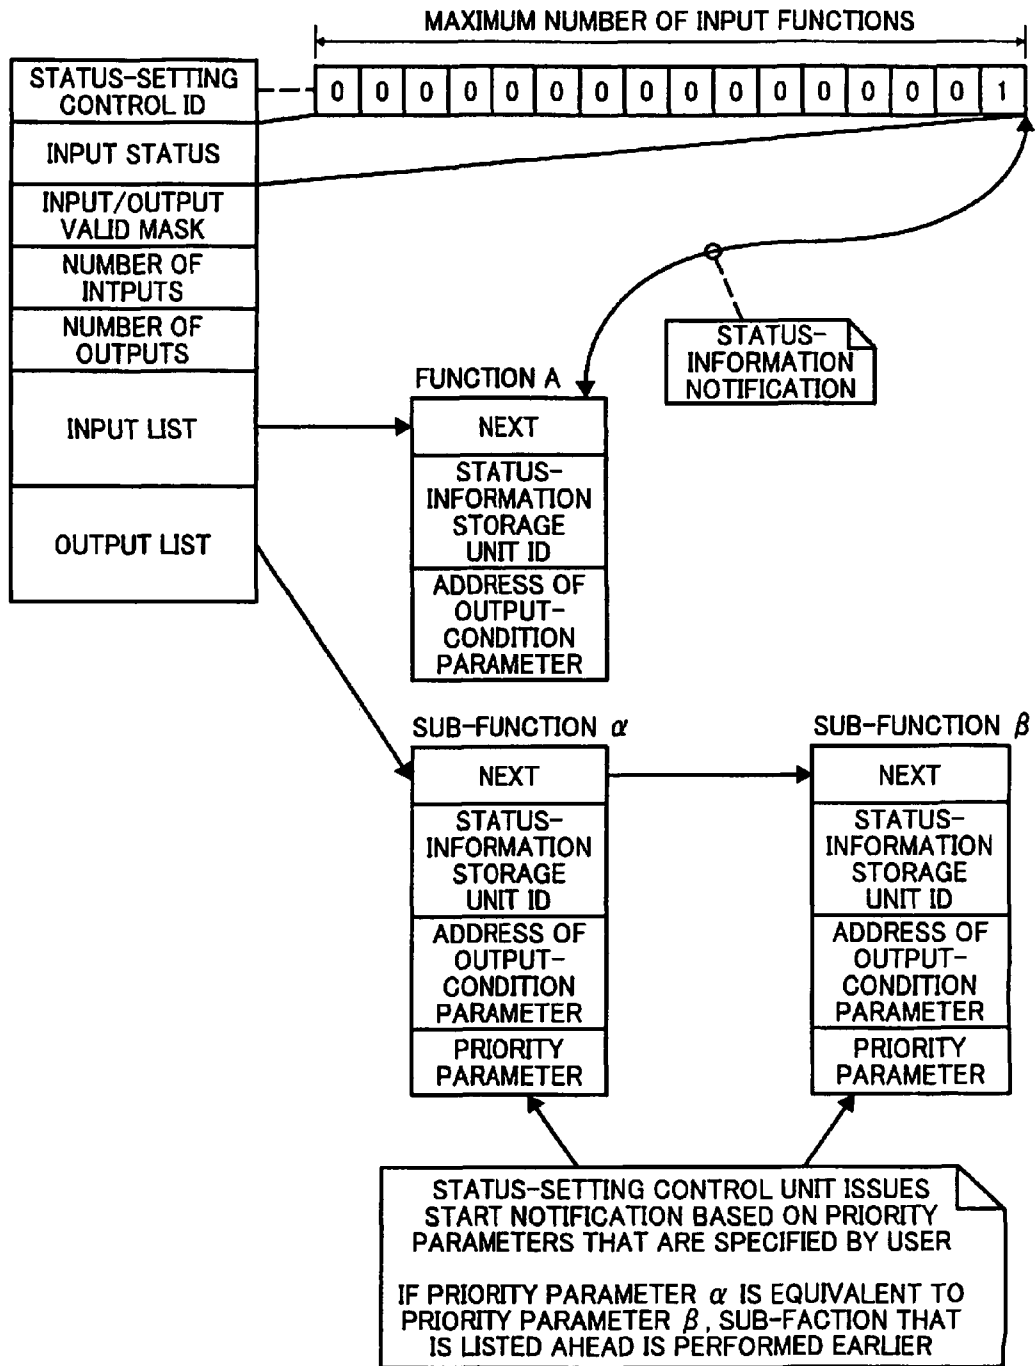 MAXIMUM NUMBER OF INPUT FUNCTIONS
STATUS-SETTING
CONTROL ID
0 0 0 0 0 0 0 0 0 0 0 0 0 0 0 1
INPUT STATUS
INPUT/OUTPUT
VALID MASK
NUMBER OF
INTPUTS
NUMBER OF
OUTPUTS
INPUT LIST
OUTPUT LIST
STATUS-
INFORMATION
NOTIFICATION
FUNCTION A
NEXT
STATUS-
INFORMATION
STORAGE
UNIT ID
ADDRESS OF
OUTPUT-
CONDITION
PARAMETER
SUB-FUNCTION α
NEXT
STATUS-
INFORMATION
STORAGE
UNIT ID
ADDRESS OF
OUTPUT-
CONDITION
PARAMETER
PRIORITY
PARAMETER
SUB-FUNCTION β
NEXT
STATUS-
INFORMATION
STORAGE
UNIT ID
ADDRESS OF
OUTPUT-
CONDITION
PARAMETER
PRIORITY
PARAMETER
STATUS-SETTING CONTROL UNIT ISSUES
START NOTIFICATION BASED ON PRIORITY
PARAMETERS THAT ARE SPECIFIED BY USER
IF PRIORITY PARAMETER α IS EQUIVALENT TO
PRIORITY PARAMETER β, SUB-FACTION THAT
IS LISTED AHEAD IS PERFORMED EARLIER